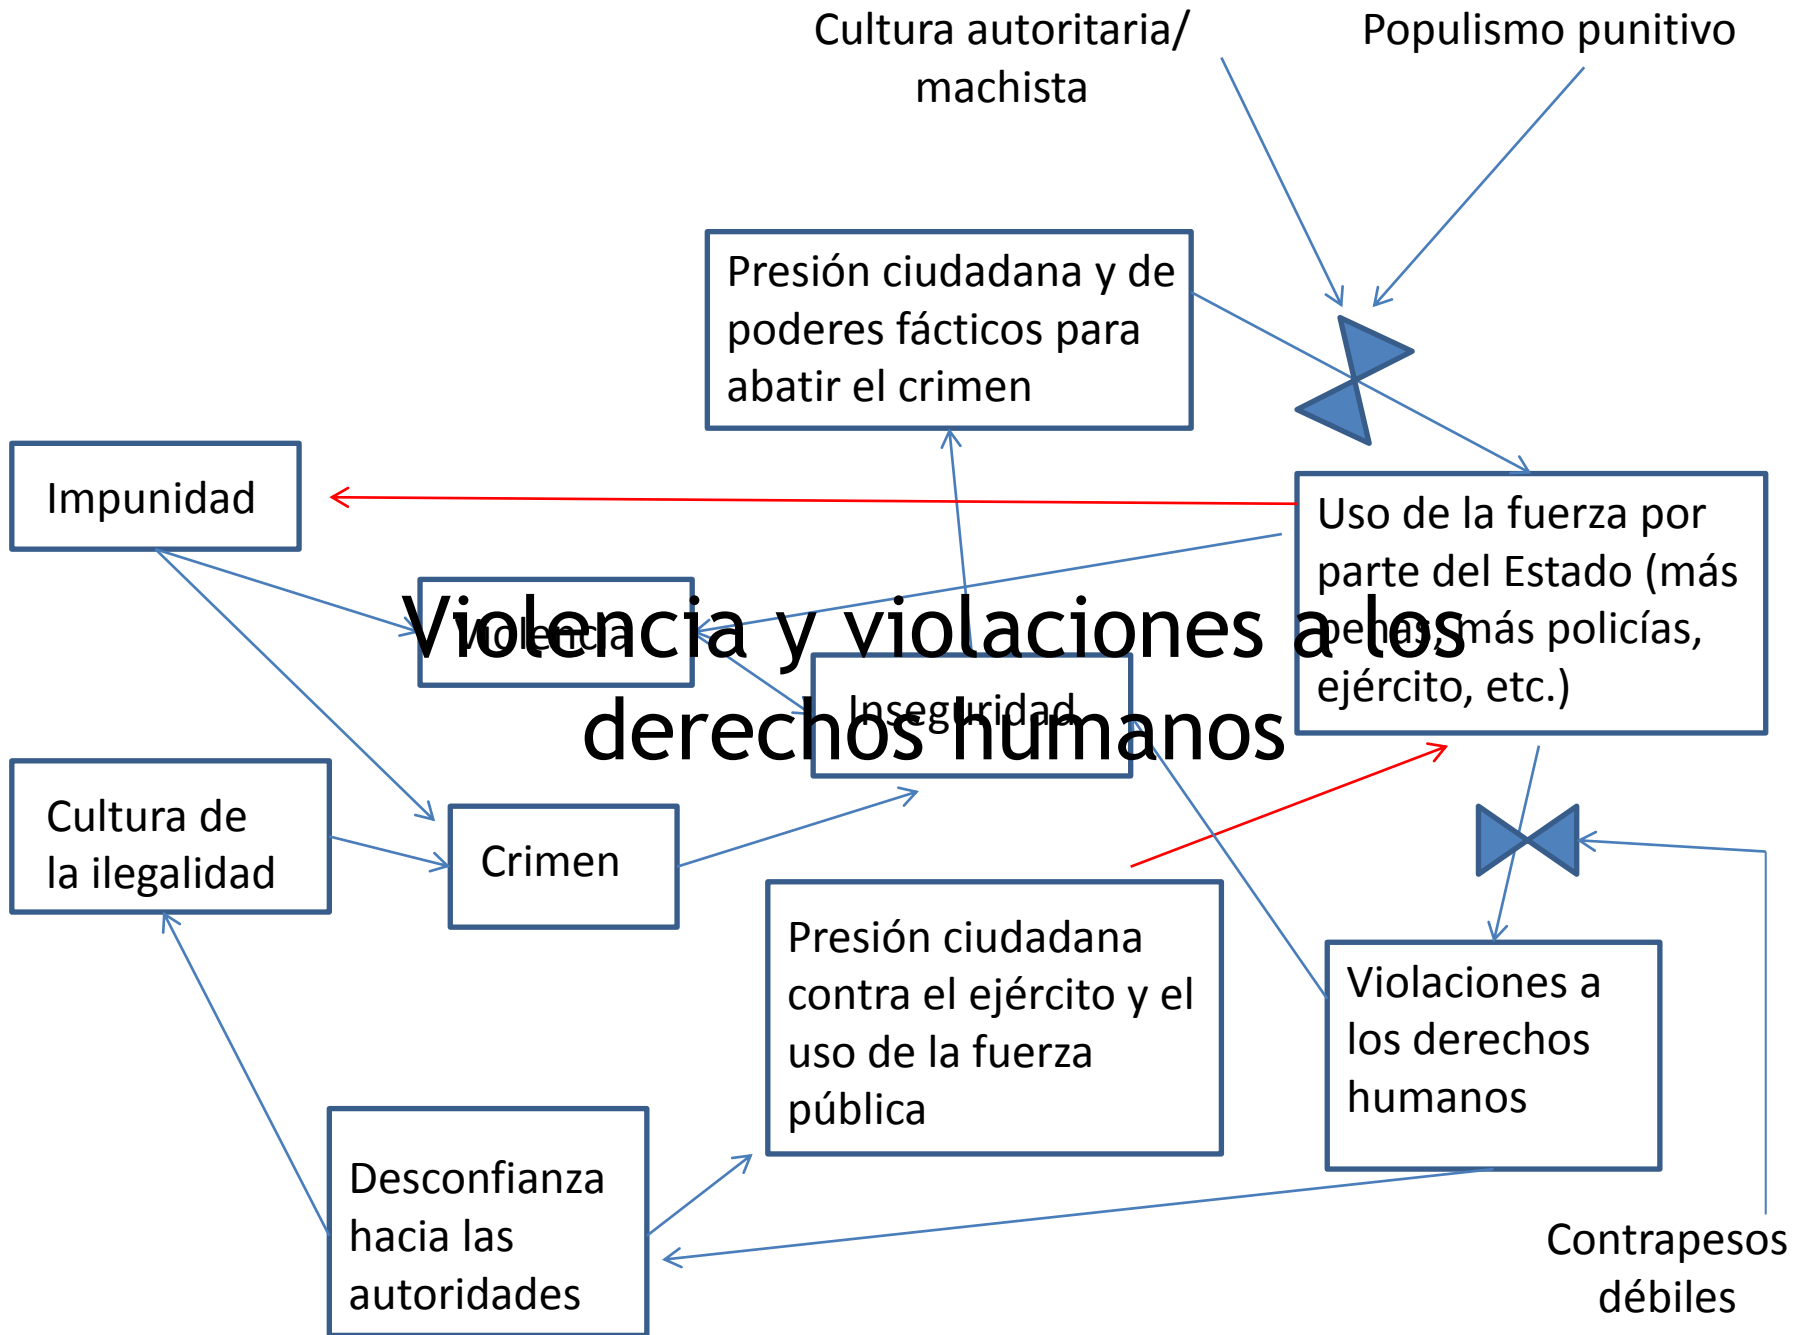 Cultura autoritaria/
machista
Populismo punitivo
Presión ciudadana y de
poderes fácticos para
abatir el crimen
Impunidad
Uso de la fuerza por
parte del Estado (más
penas, más policías,
ejército, etc.)
Violencia
Violencia y violaciones a los
derechos humanos
Inseguridad
Cultura de
la ilegalidad
Crimen
Presión ciudadana
contra el ejército y el
uso de la fuerza
pública
Violaciones a
los derechos
humanos
Desconfianza
hacia las
autoridades
Contrapesos
débiles